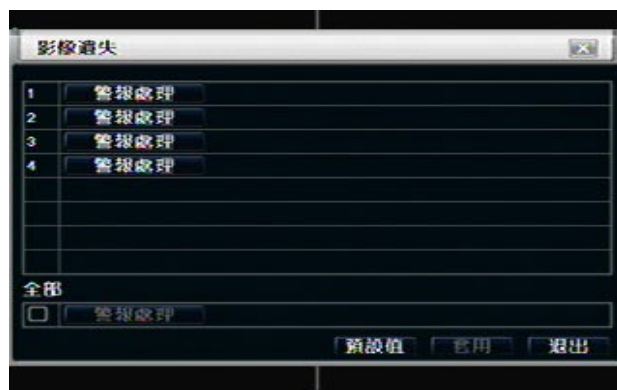 影像遺失
1 警報處理
2 警報處理
3 警報處理
4 警報處理
全部
警報處理
預設值 套用 退出